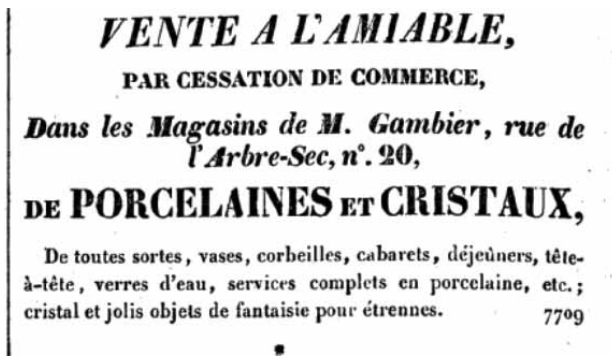 VENTE A L'AMIABLE,
PAR CESSATION DE COMMERCE,
Dans les Magasins de M. Gambier, rue de
l'Arbre-Sec, n°. 20,
DE PORCELAINES ET CRISTAUX,
De toutes sortes, vases, corbeilles, cabarets, déjeûners, tête-
à-tête, verres d'eau, services complets en porcelaine, etc.;
cristal et jolis objets de fantaisie pour étrennes. 7709